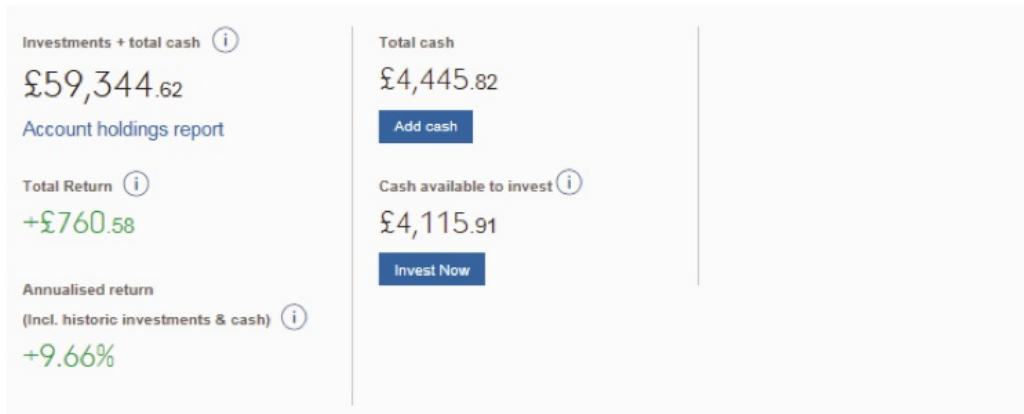 Investments + total cash i
£59,344.62
Account holdings report
Total Return i
+£760.58
Annualised return
(Incl. historic investments & cash) i
+9.66%
Total cash
£4,445.82
Add cash
Cash available to invest i
£4,115.91
Invest Now